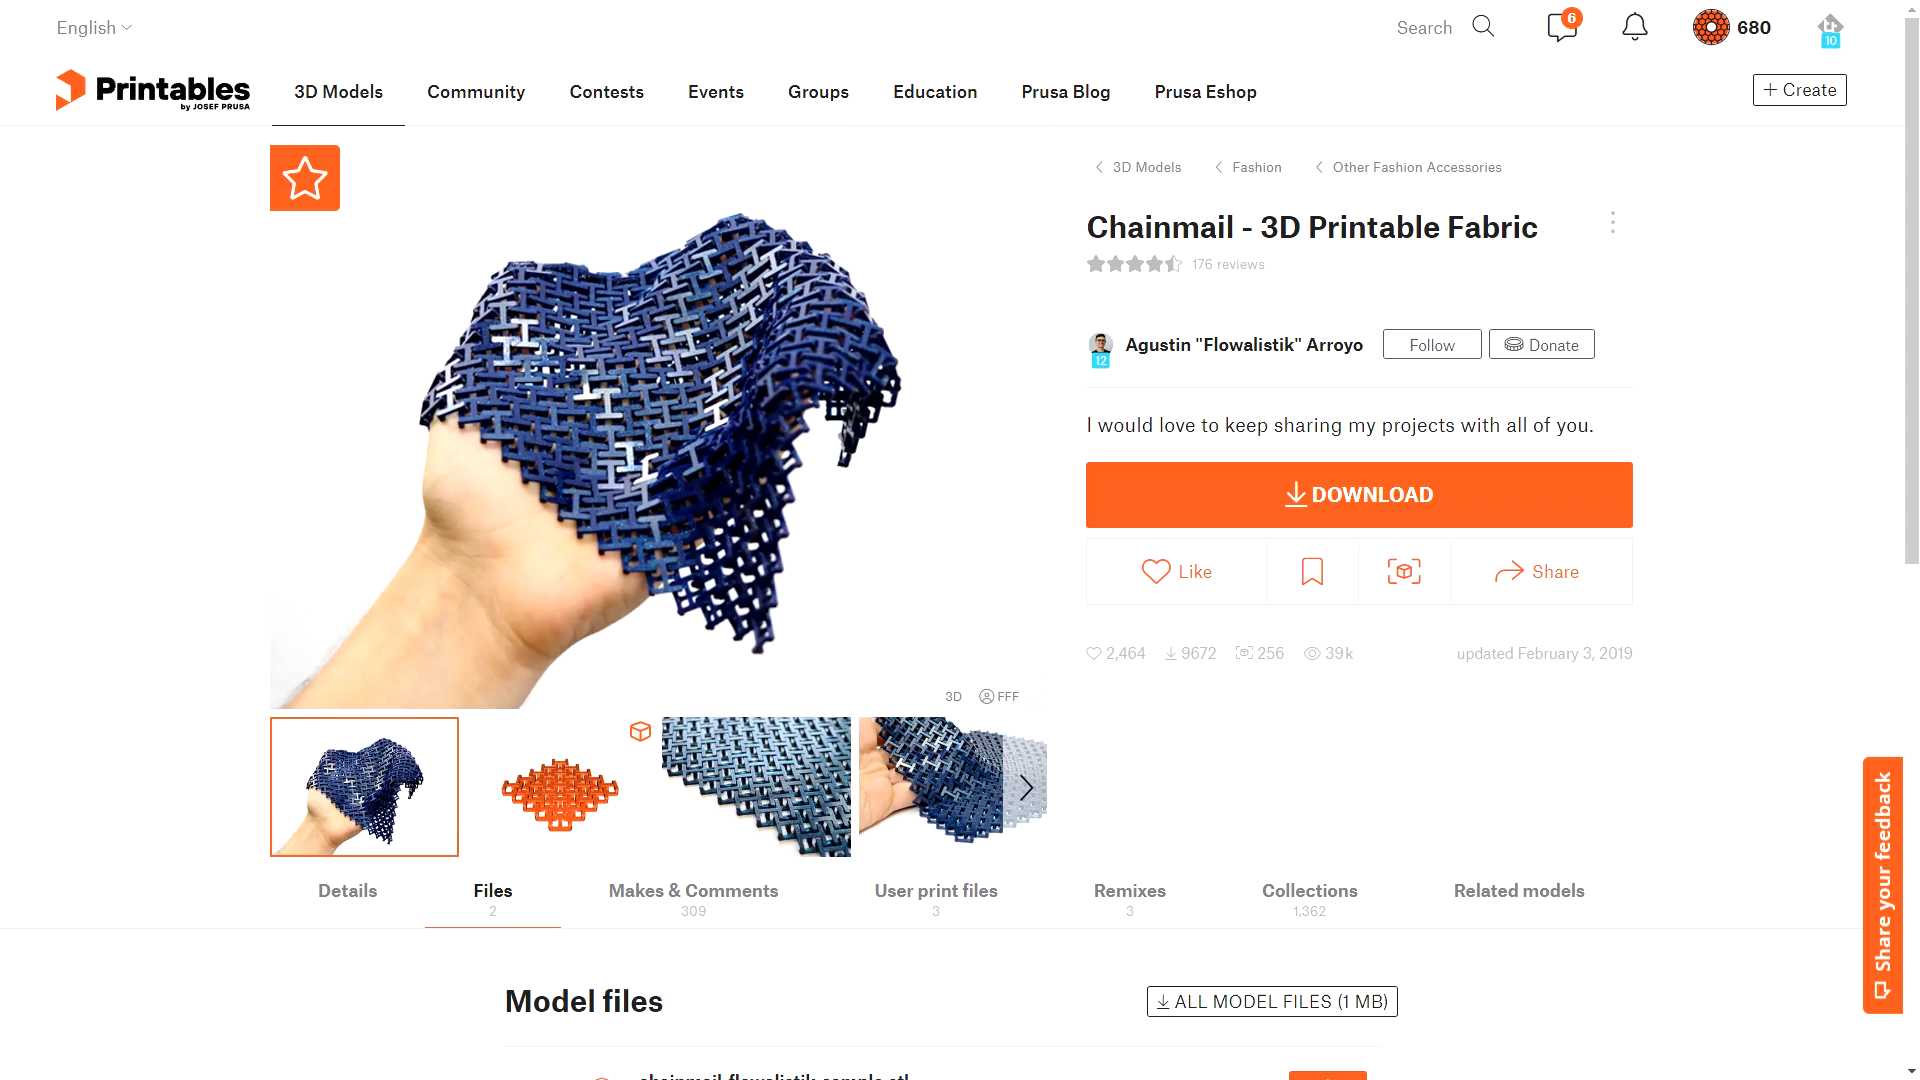 English
Search
6
680
10
Printables
by JOSEF PRUSA
3D Models
Community
Contests
Events
Groups
Education
Prusa Blog
Prusa Eshop
+ Create
3D Models
Fashion
Other Fashion Accessories
Chainmail - 3D Printable Fabric
176 reviews
12
Agustin "Flowalistik" Arroyo
Follow
Donate
I would love to keep sharing my projects with all of you.
DOWNLOAD
Like
Share
2,464
9672
256
39k
updated February 3, 2019
3D
FFF
Details
Files
2
Makes & Comments
309
User print files
3
Remixes
3
Collections
1,362
Related models
Share your feedback
Model files
ALL MODEL FILES (1 MB)
chainmail-flowalistik-sample.stl